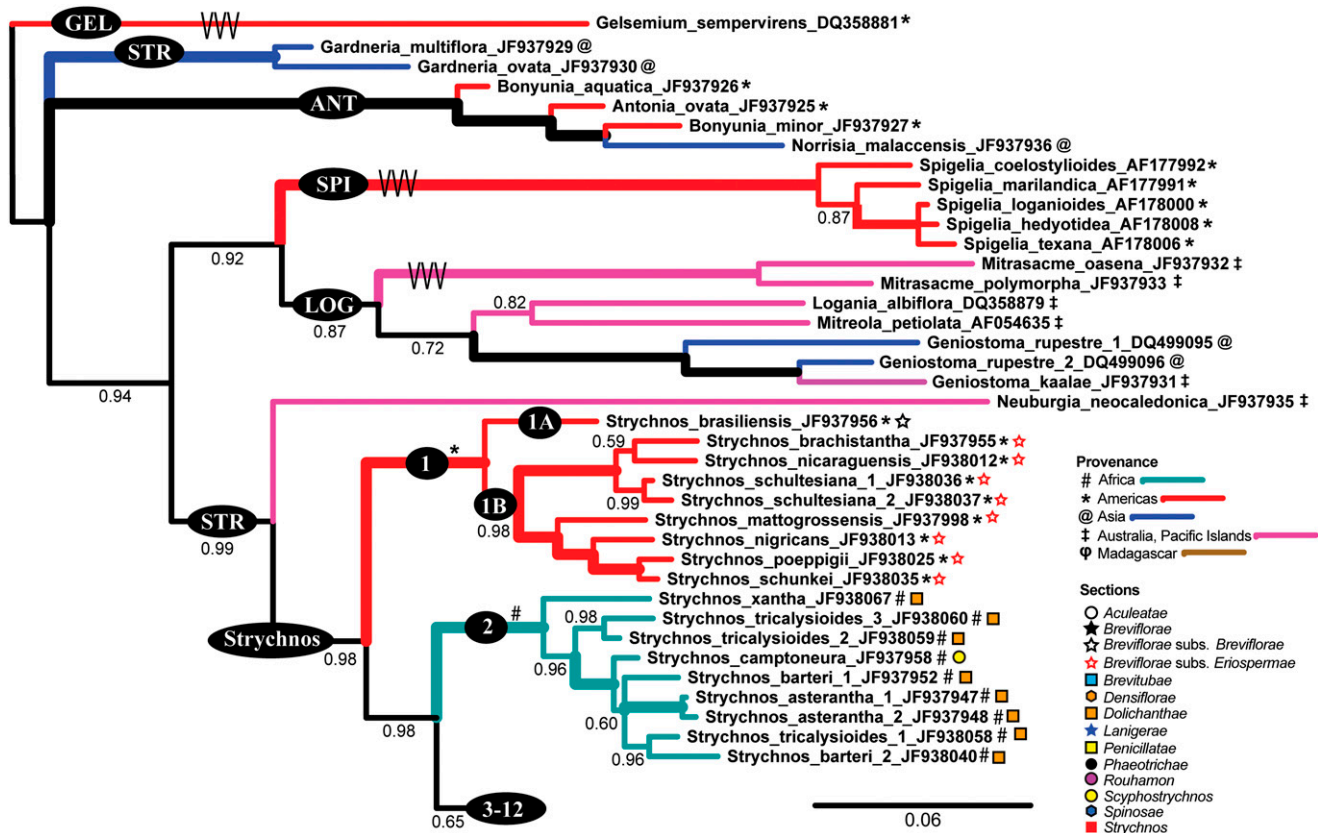 GEL
Gelsemium_sempervirens_DQ358881 *
STR
Gardneria_multiflora_JF937929 @
Gardneria_ovata_JF937930 @
ANT
Bonyunia_aquatica_JF937926 *
Antonia_ovata_JF937925 *
Bonyunia_minor_JF937927 *
Norrisia_malaccensis_JF937936 @
SPI
Spigelia_coelostylioides_AF177992 *
Spigelia_marilandica_AF177991 *
Spigelia_loganioides_AF178000 *
0.87
Spigelia_hedyotidea_AF178008 *
Spigelia_texana_AF178006 *
0.92
Mitrasacme_oasena_JF937932 ‡
Mitrasacme_polymorpha_JF937933 ‡
LOG
0.87
0.82
Logania_albiflora_DQ358879 ‡
Mitreola_petiolata_AF054635 ‡
0.72
Geniostoma_rupestre_1_DQ499095 @
Geniostoma_rupestre_2_DQ499096 @
Geniostoma_kaalae_JF937931 ‡
0.94
Neuburgia_neocaledonica_JF937935 ‡
1A
Strychnos_brasiliensis_JF937956 *
1 *
0.59
Strychnos_brachistantha_JF937955 *
Strychnos_nicaraguensis_JF938012 *
Strychnos_schultesiana_1_JF938036 *
0.99
Strychnos_schultesiana_2_JF938037 *
1B
0.98
Strychnos_mattogrossensis_JF937998 *
STR
0.99
Strychnos_nigricans_JF938013 *
Strychnos_poeppigii_JF938025 *
Strychnos_schunkei_JF938035 *
Strychnos
0.98
2 #
Strychnos_xantha_JF938067 #
0.98
Strychnos_tricalysioides_3_JF938060 #
Strychnos_tricalysioides_2_JF938059 #
0.96
Strychnos_camptoneura_JF937958 #
Strychnos_barteri_1_JF937952 #
Strychnos_asterantha_1_JF937947 #
Strychnos_asterantha_2_JF937948 #
0.60
0.98
Strychnos_tricalysioides_1_JF938058 #
0.96
Strychnos_barteri_2_JF938040 #
3-12
0.65
0.06
Provenance
# Africa
* Americas
@ Asia
‡ Australia, Pacific Islands
φ Madagascar
Sections
Aculeatae
Breviflorae
Breviflorae subs. Breviflorae
Breviflorae subs. Eriospermae
Brevitubae
Densiflorae
Dolichanthae
Lanigerae
Penicillatae
Phaeotrichae
Rouhamon
Scyphostrychnos
Spinosae
Strychnos